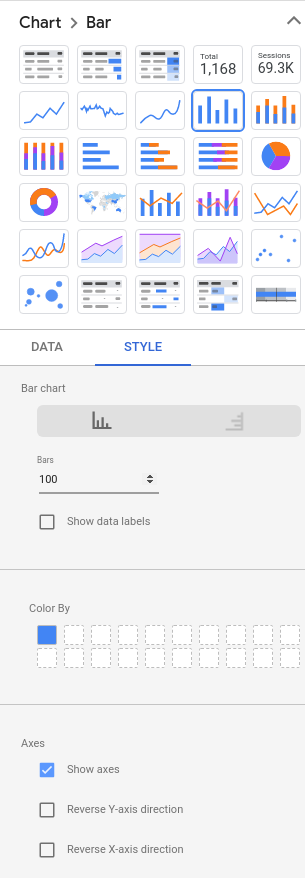 Chart > Bar
Total
1,168
Sessions
69.3K
DATA
STYLE
Bar chart
Bars
100
Show data labels
Color By
Axes
Show axes
Reverse Y-axis direction
Reverse X-axis direction